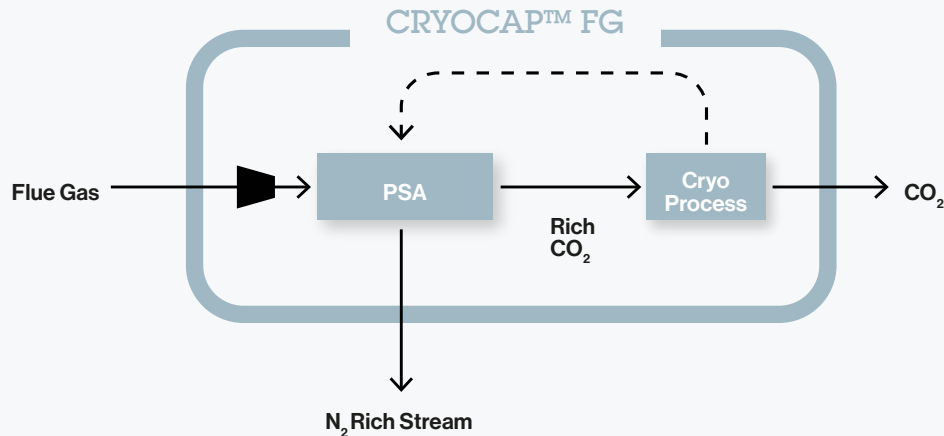 CRYOCAP™ FG
Flue Gas
PSA
Rich
CO₂
Cryo
Process
CO₂
N₂ Rich Stream